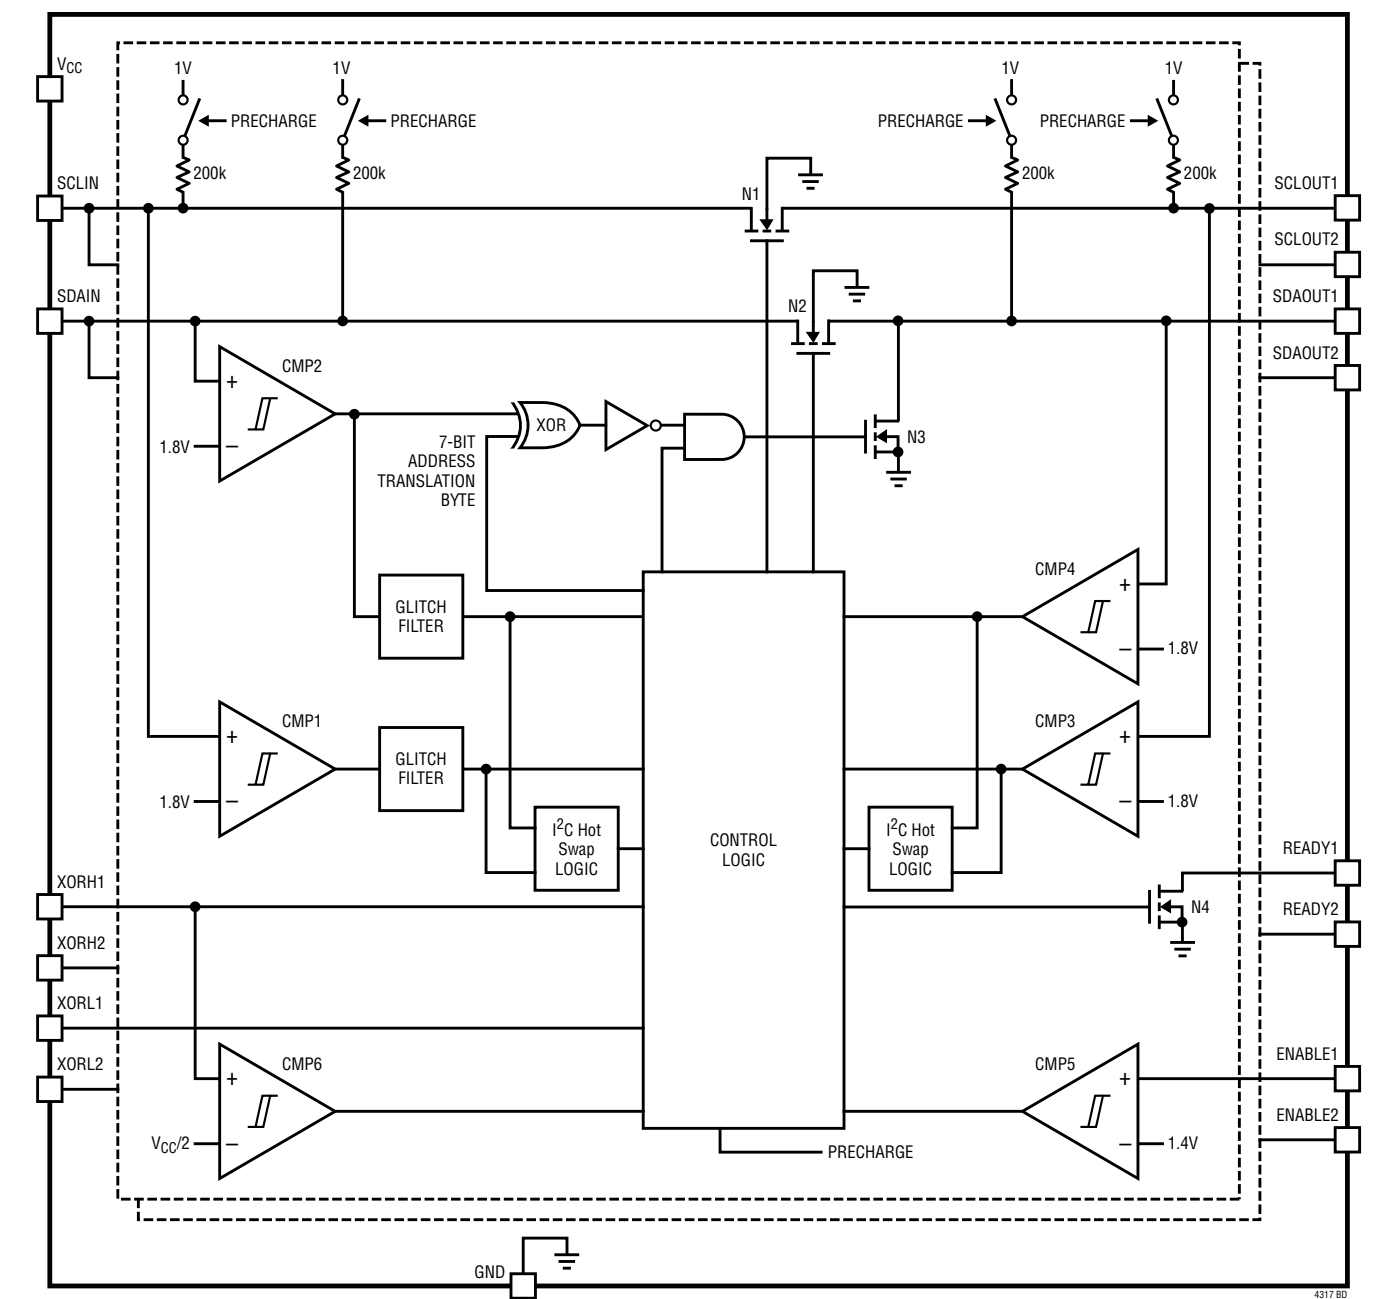 VCC
1V
1V
1V
1V
PRECHARGE
PRECHARGE
PRECHARGE
PRECHARGE
200k
200k
200k
200k
SCLIN
N1
SCLOUT1
SCLOUT2
SDAIN
N2
SDAOUT1
SDAOUT2
CMP2
+
1.8V
–
XOR
7-BIT
ADDRESS
TRANSLATION
BYTE
N3
GLITCH
FILTER
CMP4
+
–
1.8V
CMP1
+
1.8V
–
GLITCH
FILTER
CMP3
+
–
1.8V
I2C Hot
Swap
LOGIC
CONTROL
LOGIC
I2C Hot
Swap
LOGIC
READY1
XORH1
N4
READY2
XORH2
XORL1
XORL2
CMP6
+
VCC/2
–
CMP5
+
–
1.4V
ENABLE1
ENABLE2
PRECHARGE
GND
4317 BD